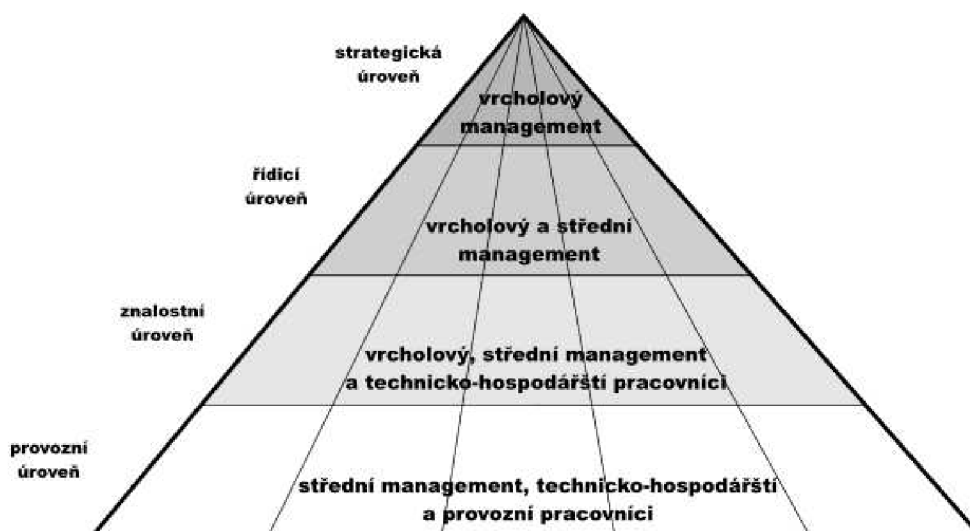 strategická
úroveň
vrcholový
management
řídicí
úroveň
vrcholový a střední
management
znalostní
úroveň
vrcholový, střední management
a technicko-hospodářští pracovníci
provozní
úroveň
střední management, technicko-hospodářští
a provozní pracovníci